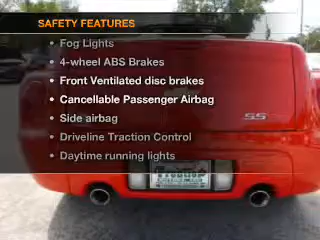 SAFETY FEATURES
• Fog Lights
• 4-wheel ABS Brakes
• Front Ventilated disc brakes
• Cancellable Passenger Airbag
• Side airbag
• Driveline Traction Control
• Daytime running lights
SS